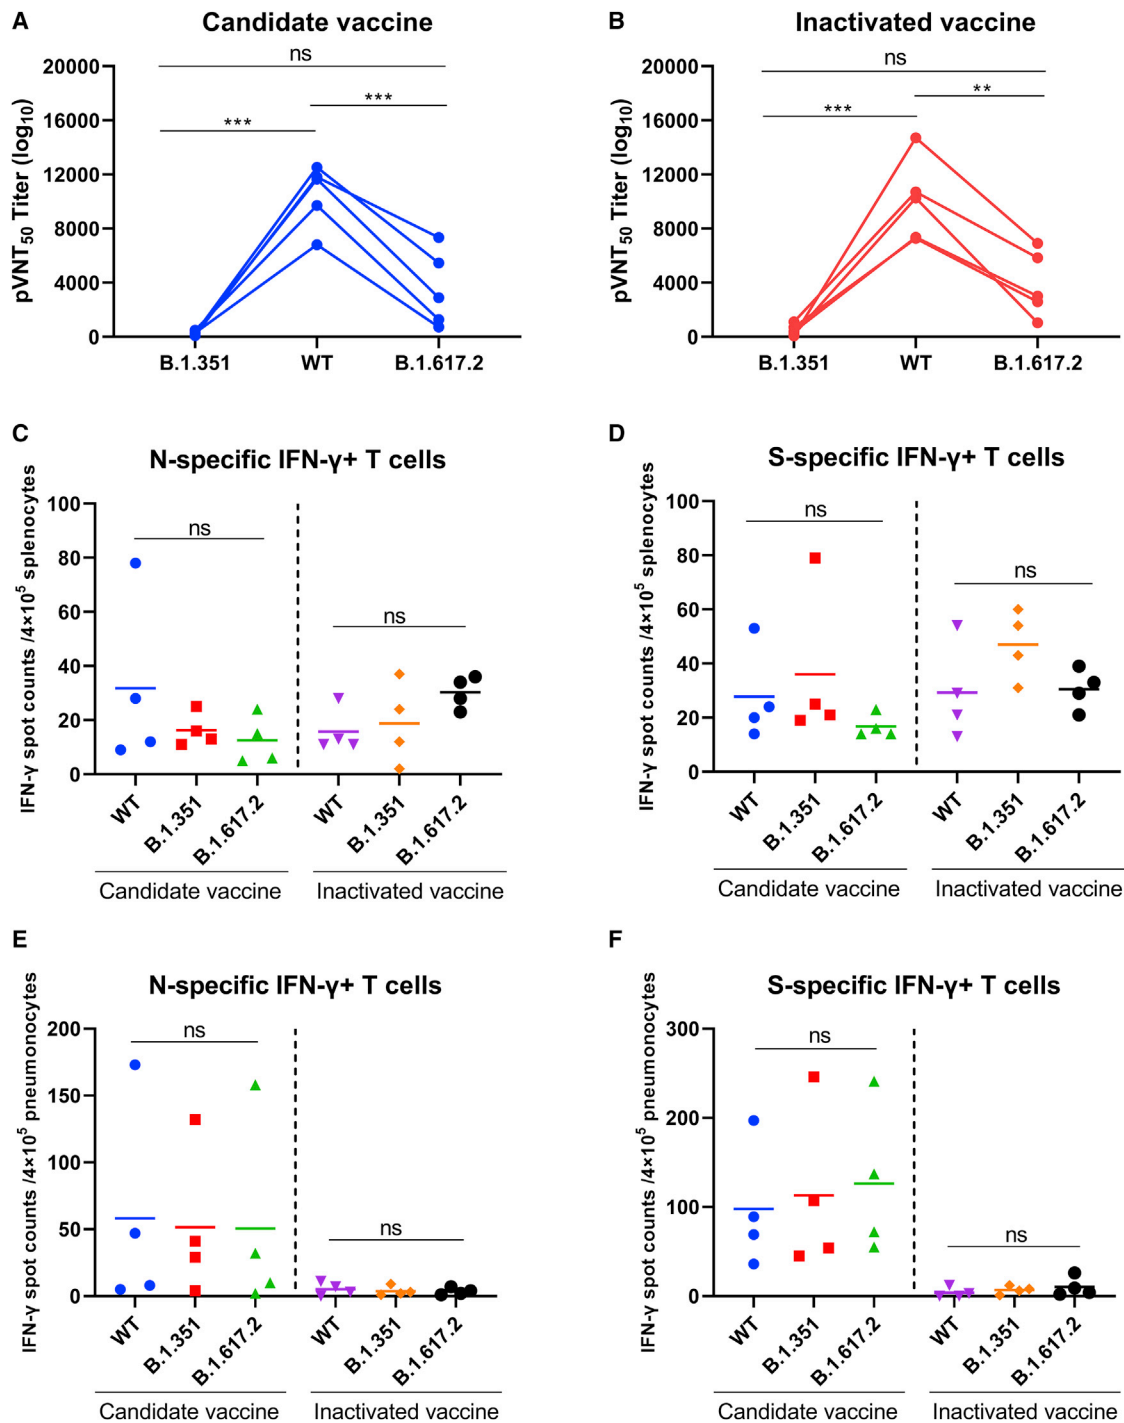 A
Candidate vaccine
ns
***
***
pVNT50 Titer (log10)
20000
16000
12000
8000
4000
0
B.1.351
WT
B.1.617.2
B
Inactivated vaccine
ns
**
***
pVNT50 Titer (log10)
20000
16000
12000
8000
4000
0
B.1.351
WT
B.1.617.2
C
N-specific IFN-γ+ T cells
IFN-γ spot counts /4×10⁵ splenocytes
100
80
60
40
20
0
ns
ns
WT
B.1.351
B.1.617.2
WT
B.1.351
B.1.617.2
Candidate vaccine
Inactivated vaccine
D
S-specific IFN-γ+ T cells
IFN-γ spot counts /4×10⁵ splenocytes
100
80
60
40
20
0
ns
ns
WT
B.1.351
B.1.617.2
WT
B.1.351
B.1.617.2
Candidate vaccine
Inactivated vaccine
E
N-specific IFN-γ+ T cells
IFN-γ spot counts /4×10⁵ pneumonocytes
200
150
100
50
0
ns
ns
WT
B.1.351
B.1.617.2
WT
B.1.351
B.1.617.2
Candidate vaccine
Inactivated vaccine
F
S-specific IFN-γ+ T cells
IFN-γ spot counts /4×10⁵ pneumonocytes
300
200
100
0
ns
ns
WT
B.1.351
B.1.617.2
WT
B.1.351
B.1.617.2
Candidate vaccine
Inactivated vaccine